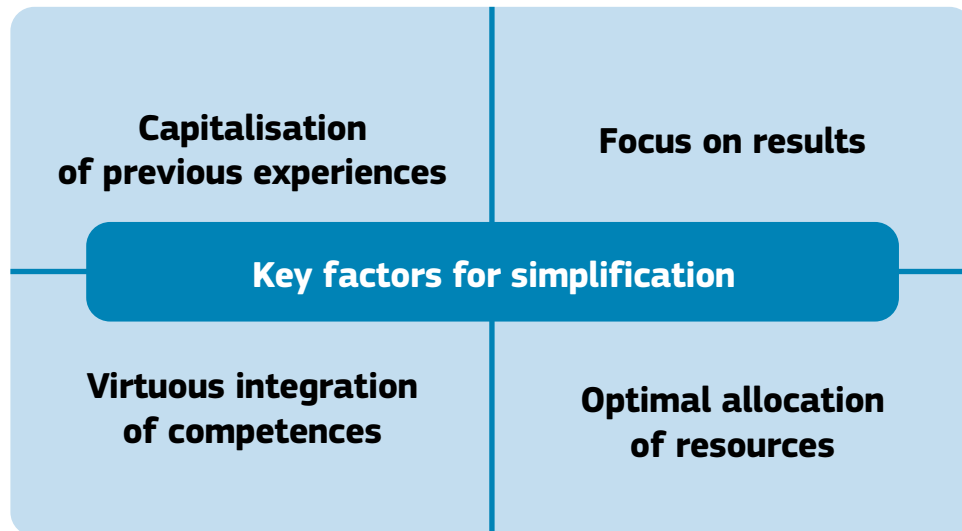 Capitalisation
of previous experiences
Focus on results
Key factors for simplification
Virtuous integration
of competences
Optimal allocation
of resources